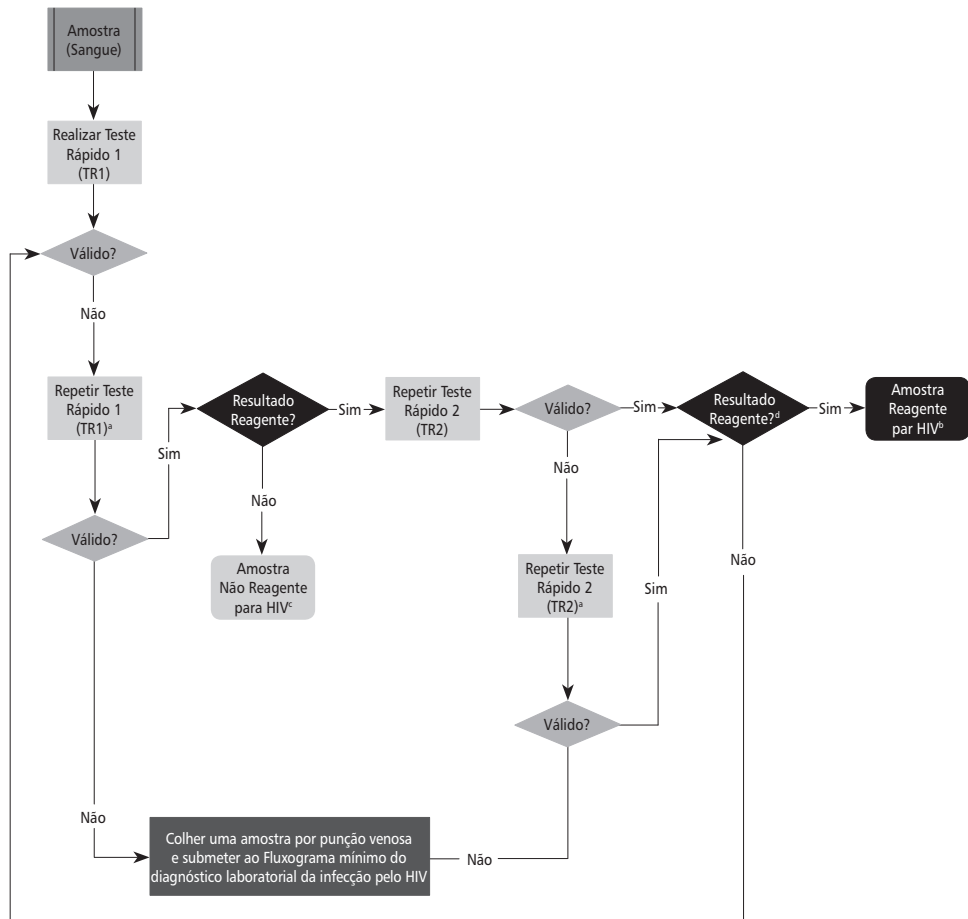 Amostra
(Sangue)
Realizar Teste
Rápido 1
(TR1)
Válido?
Não
Repetir Teste
Rápido 1
(TR1)ᵃ
Sim
Válido?
Não
Resultado
Reagente?
Sim
Não
Amostra
Não Reagente
para HIVᶜ
Repetir Teste
Rápido 2
(TR2)
Válido?
Sim
Não
Repetir Teste
Rápido 2
(TR2)ᵃ
Válido?
Sim
Não
Resultado
Reagente?ᵈ
Sim
Não
Amostra
Reagente
par HIVᵇ
Colher uma amostra por punção venosa
e submeter ao Fluxograma mínimo do
diagnóstico laboratorial da infecção pelo HIV